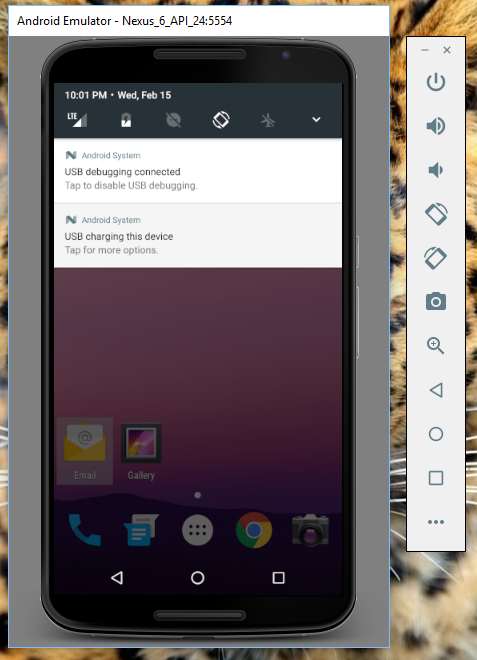 Android Emulator - Nexus_6_API_24:5554
10:01 PM • Wed, Feb 15
LTE
Android System
USB debugging connected
Tap to disable USB debugging.
Android System
USB charging this device
Tap for more options.
Email
Gallery